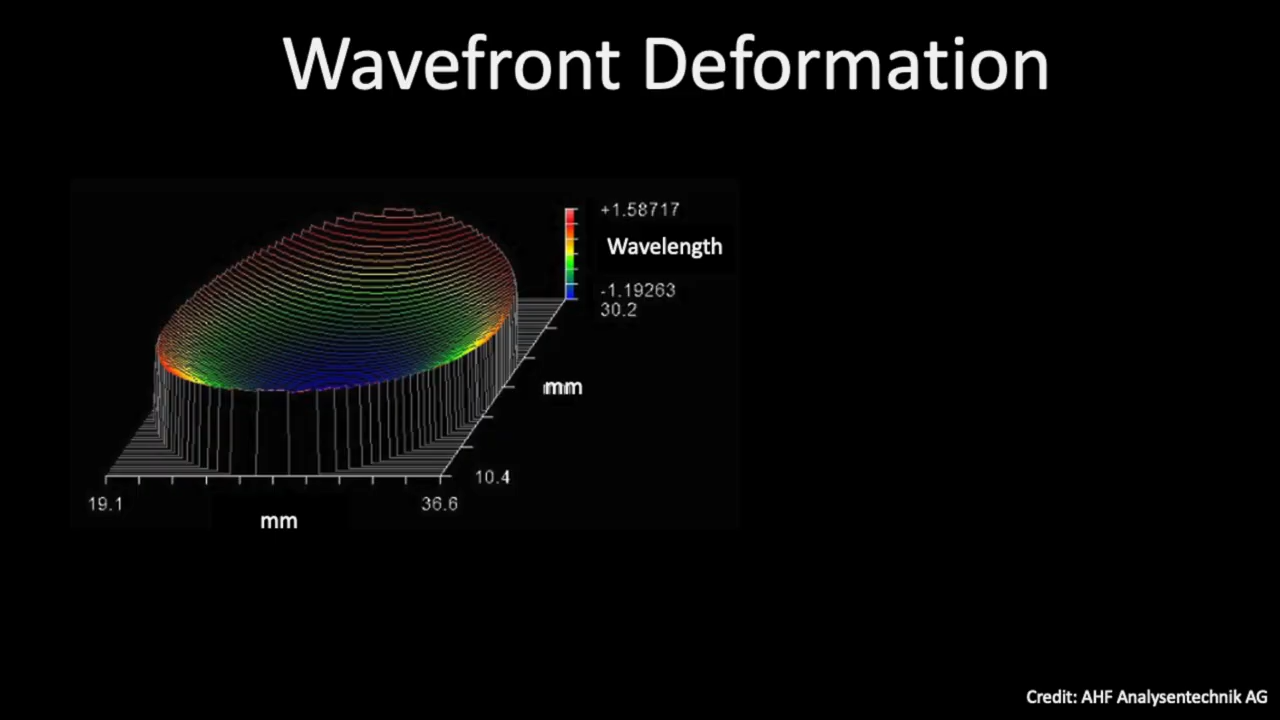 Wavefront Deformation
+1.58717
Wavelength
-1.19263
30.2
mm
10.4
19.1
36.6
mm
Credit: AHF Analysentechnik AG